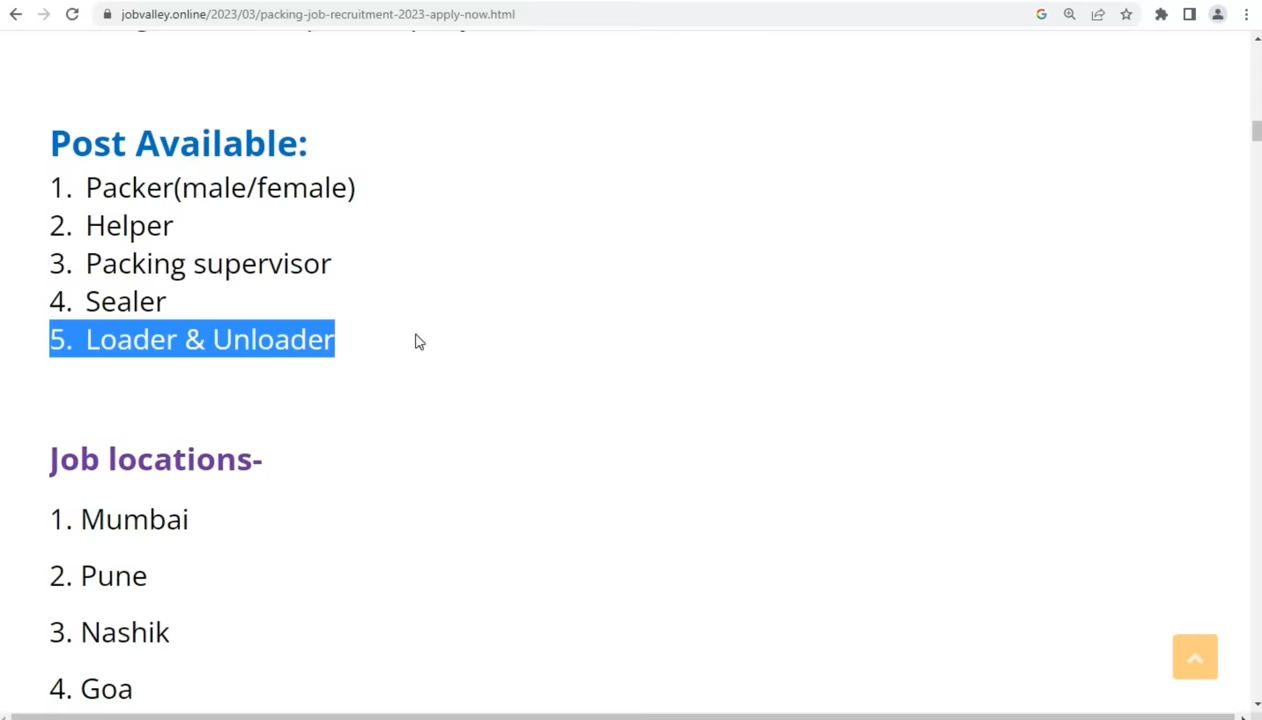 jobvalley.online/2023/03/packing-job-recruitment-2023-apply-now.html
Post Available:
1. Packer(male/female)
2. Helper
3. Packing supervisor
4. Sealer
5. Loader & Unloader
Job locations-
1. Mumbai
2. Pune
3. Nashik
4. Goa